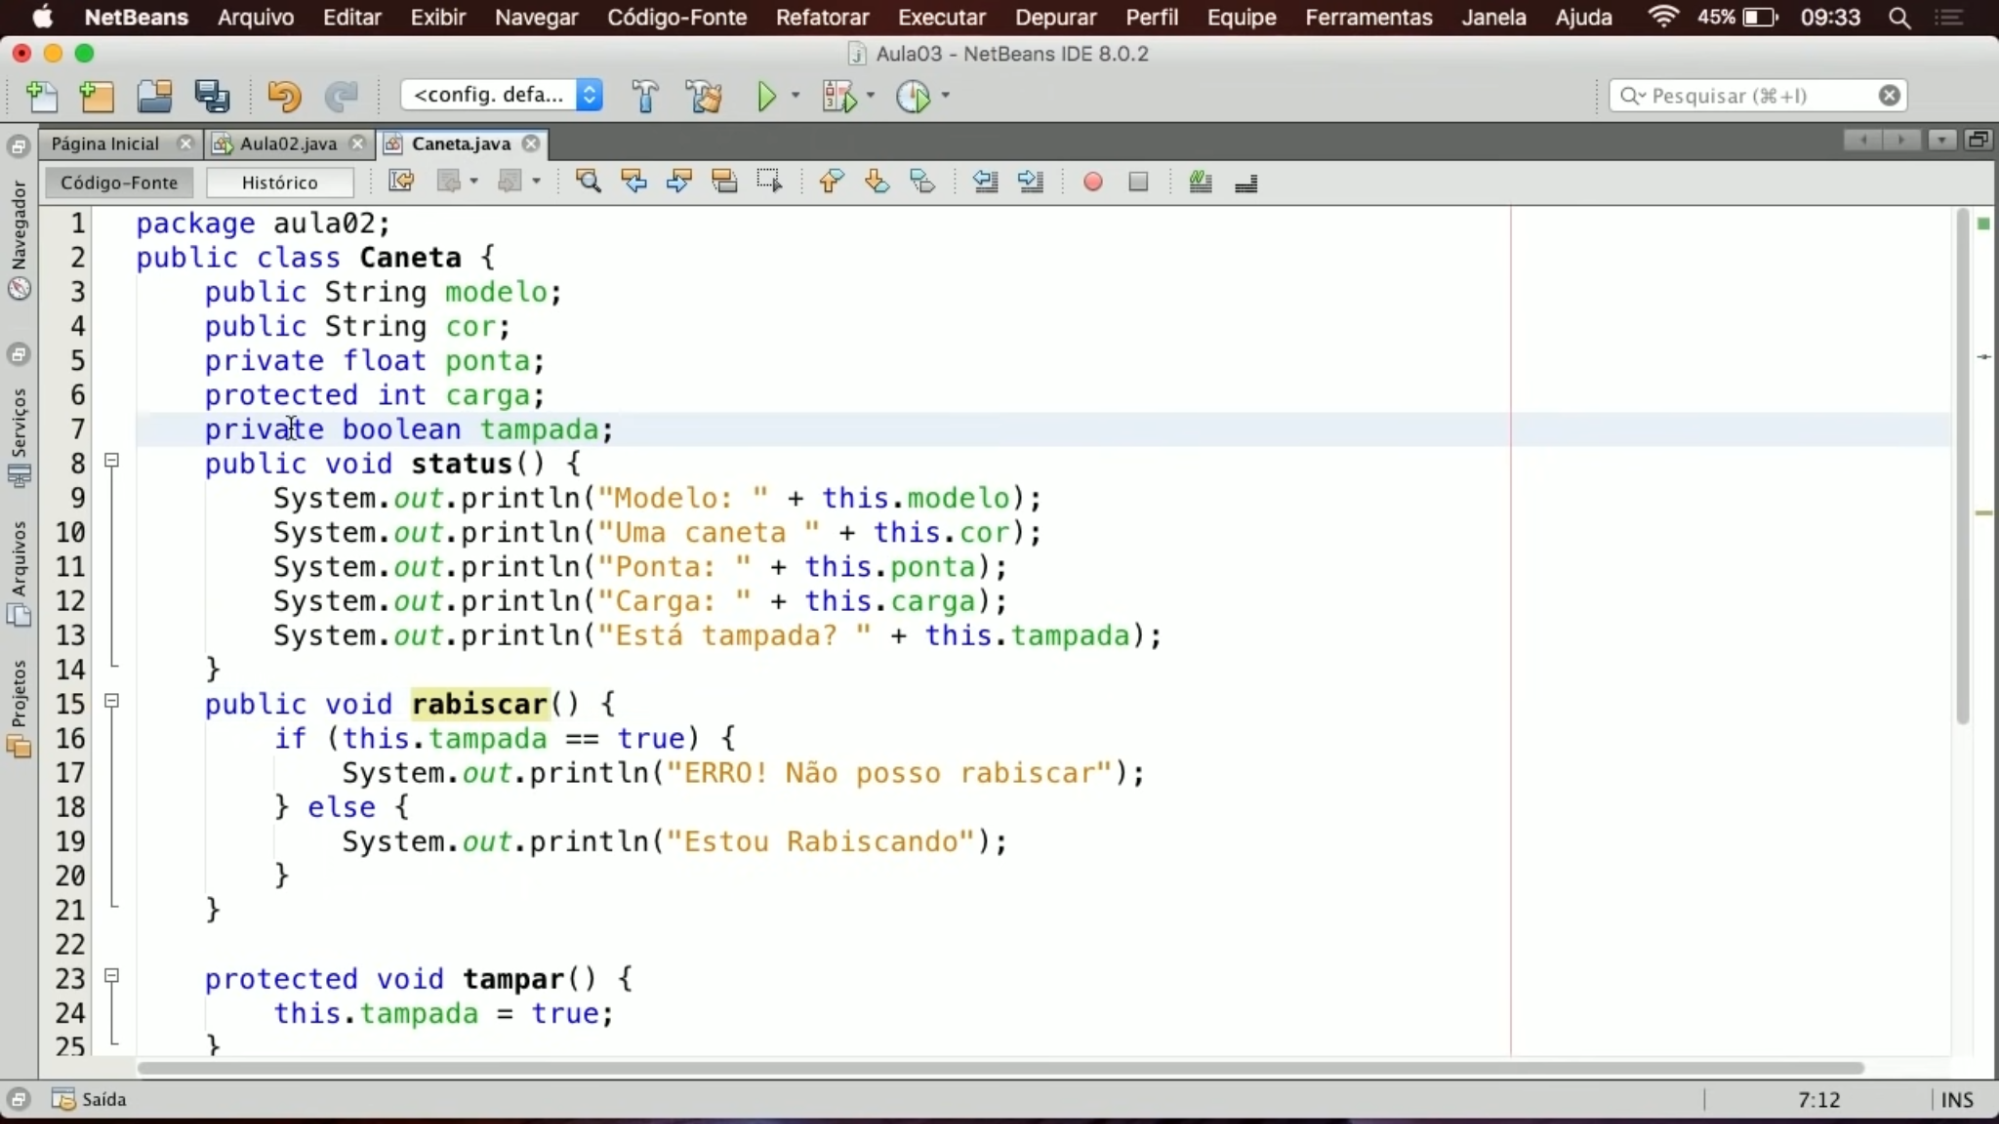 NetBeans Arquivo Editar Exibir Navegar Código-Fonte Refatorar Executar Depurar Perfil Equipe Ferramentas Janela Ajuda 45% 09:33
Aula03 - NetBeans IDE 8.0.2
<config. defa... Pesquisar (⌘+I)
Página Inicial Aula02.java Caneta.java
Código-Fonte Histórico
Navegador
Serviços
Arquivos
Projetos
1 package aula02;
2 public class Caneta {
3 public String modelo;
4 public String cor;
5 private float ponta;
6 protected int carga;
7 private boolean tampada;
8 public void status() {
9 System.out.println("Modelo: " + this.modelo);
10 System.out.println("Uma caneta " + this.cor);
11 System.out.println("Ponta: " + this.ponta);
12 System.out.println("Carga: " + this.carga);
13 System.out.println("Está tampada? " + this.tampada);
14 }
15 public void rabiscar() {
16 if (this.tampada == true) {
17 System.out.println("ERRO! Não posso rabiscar");
18 } else {
19 System.out.println("Estou Rabiscando");
20 }
21 }
22
23 protected void tampar() {
24 this.tampada = true;
25 }
Saída 7:12 INS